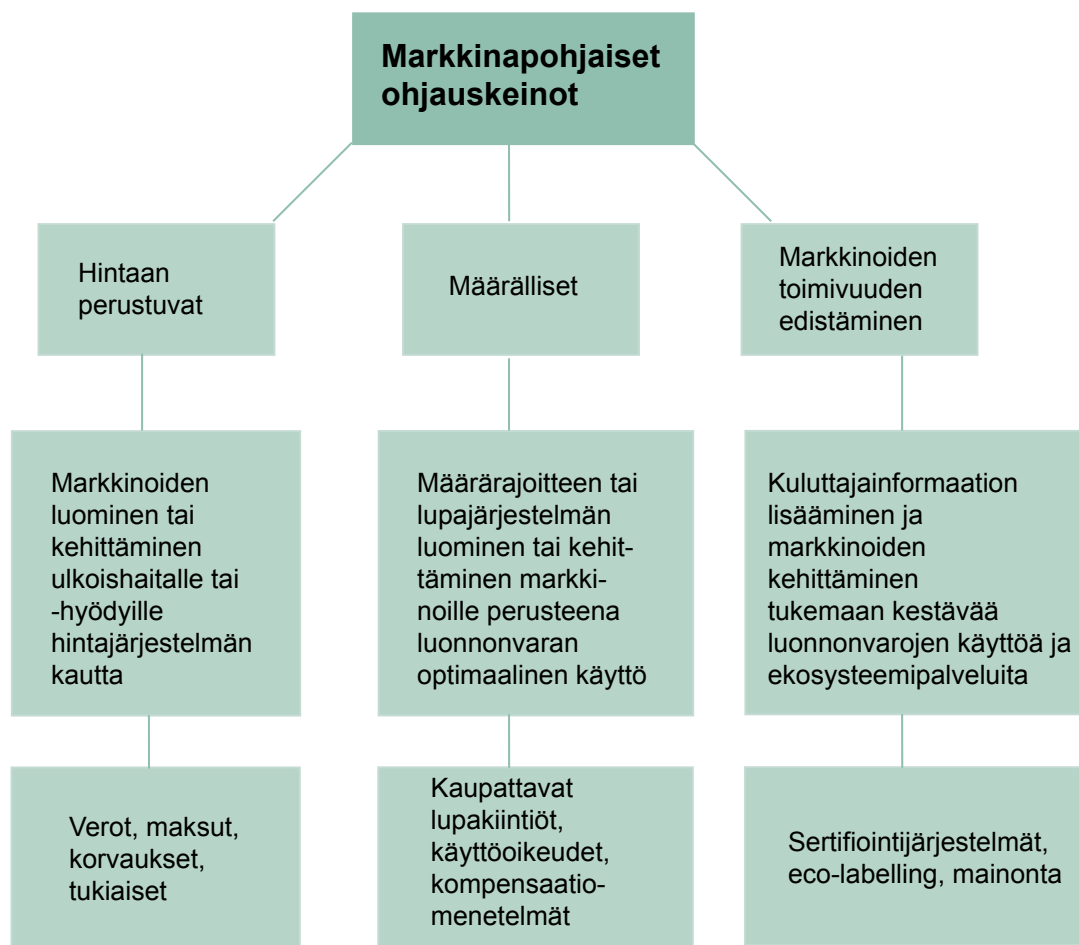 Markkinapohjaiset
ohjauskeinot
Hintaan
perustuvat
Määrälliset
Markkinoiden
toimivuuden
edistäminen
Markkinoiden
luominen tai
kehittäminen
ulkoishaitalle tai
-hyödyille
hintajärjestelmän
kautta
Määrärajoitteen tai
lupajärjestelmän
luominen tai kehit-
täminen markki-
noille perusteena
luonnonvaran
optimaalinen käyttö
Kuluttajainformaation
lisääminen ja
markkinoiden
kehittäminen
tukemaan kestävää
luonnonvarojen käyttöä ja
ekosysteemipalveluita
Verot, maksut,
korvaukset,
tukiaiset
Kaupattavat
lupakiintiöt,
käyttöoikeudet,
kompensaatio-
menetelmät
Sertifiointijärjestelmät,
eco-labelling, mainonta